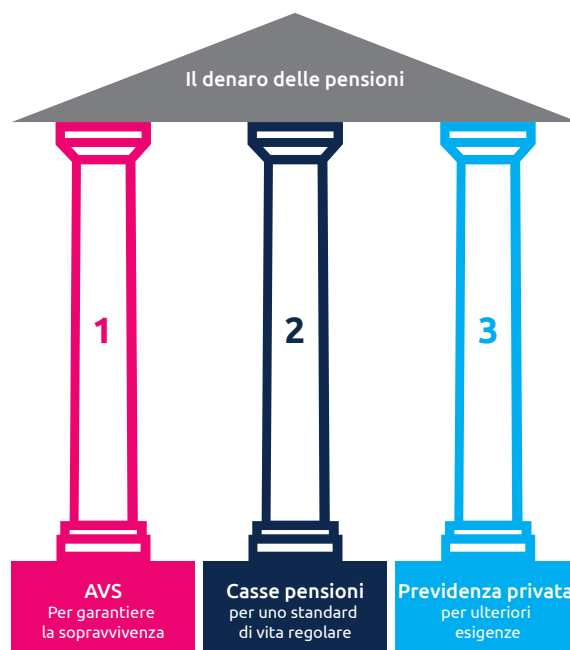 Il denaro delle pensioni
1
2
3
AVS
Per garantiere
la sopravvivenza
Casse pensioni
per uno standard
di vita regolare
Previdenza privata
per ulteriori
esigenze